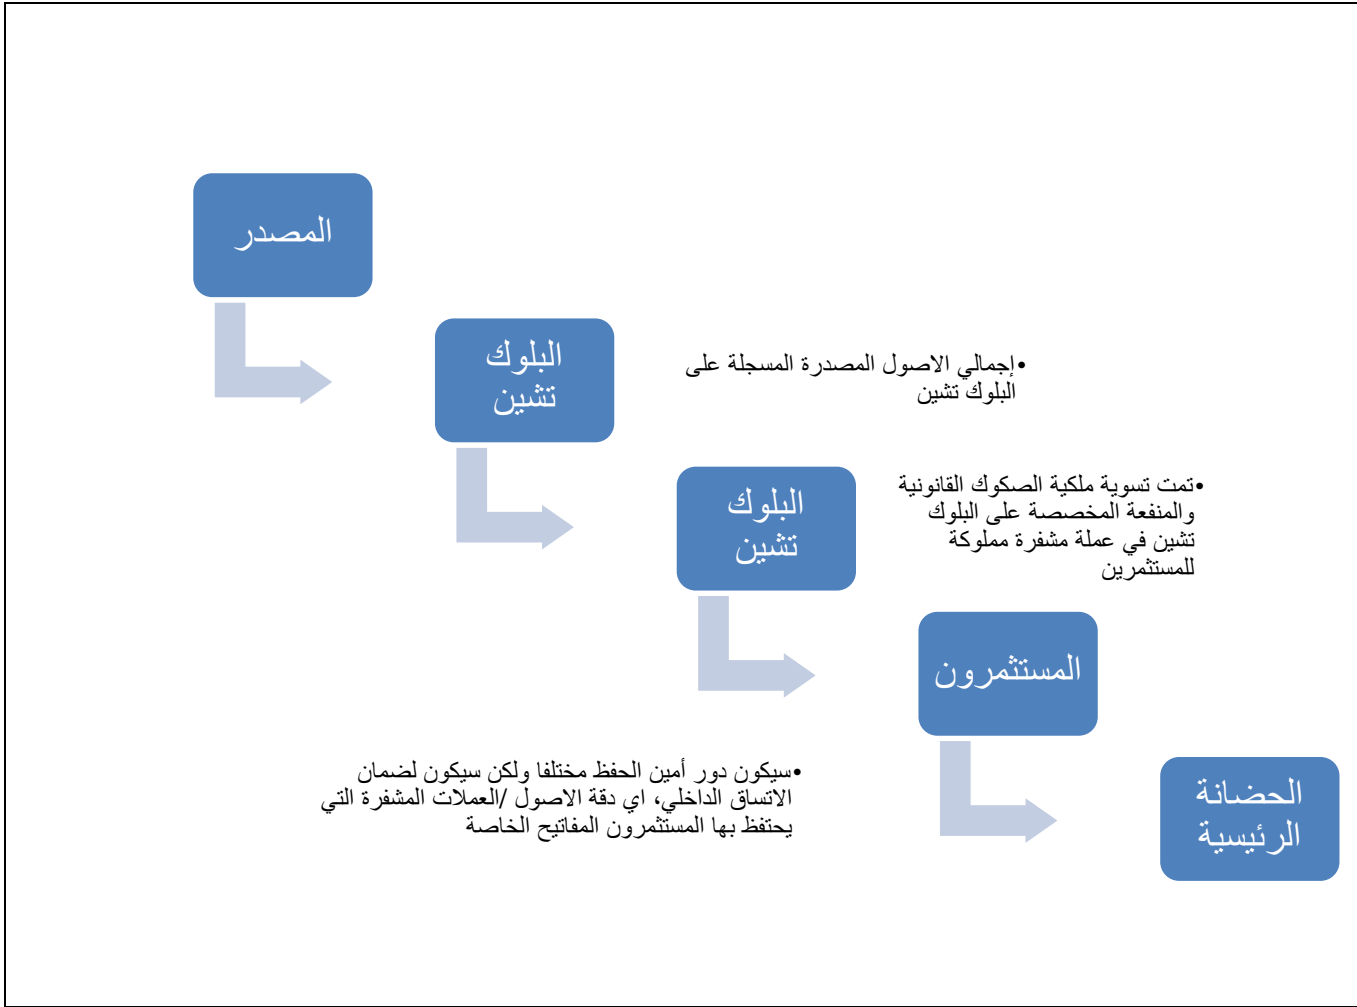 المصدر
البلوك
تشين
•إجمالي الاصول المصدرة المسجلة على
البلوك تشين
البلوك
تشين
•تمت تسوية ملكية الصكوك القانونية
والمنفعة المخصصة على البلوك
تشين في عملة مشفرة مملوكة
للمستثمرين
المستثمرون
•سيكون دور أمين الحفظ مختلفا ولكن سيكون لضمان
الاتساق الداخلي، اي دقة الاصول /العملات المشفرة التي
يحتفظ بها المستثمرون المفاتيح الخاصة
الحضانة
الرئيسية